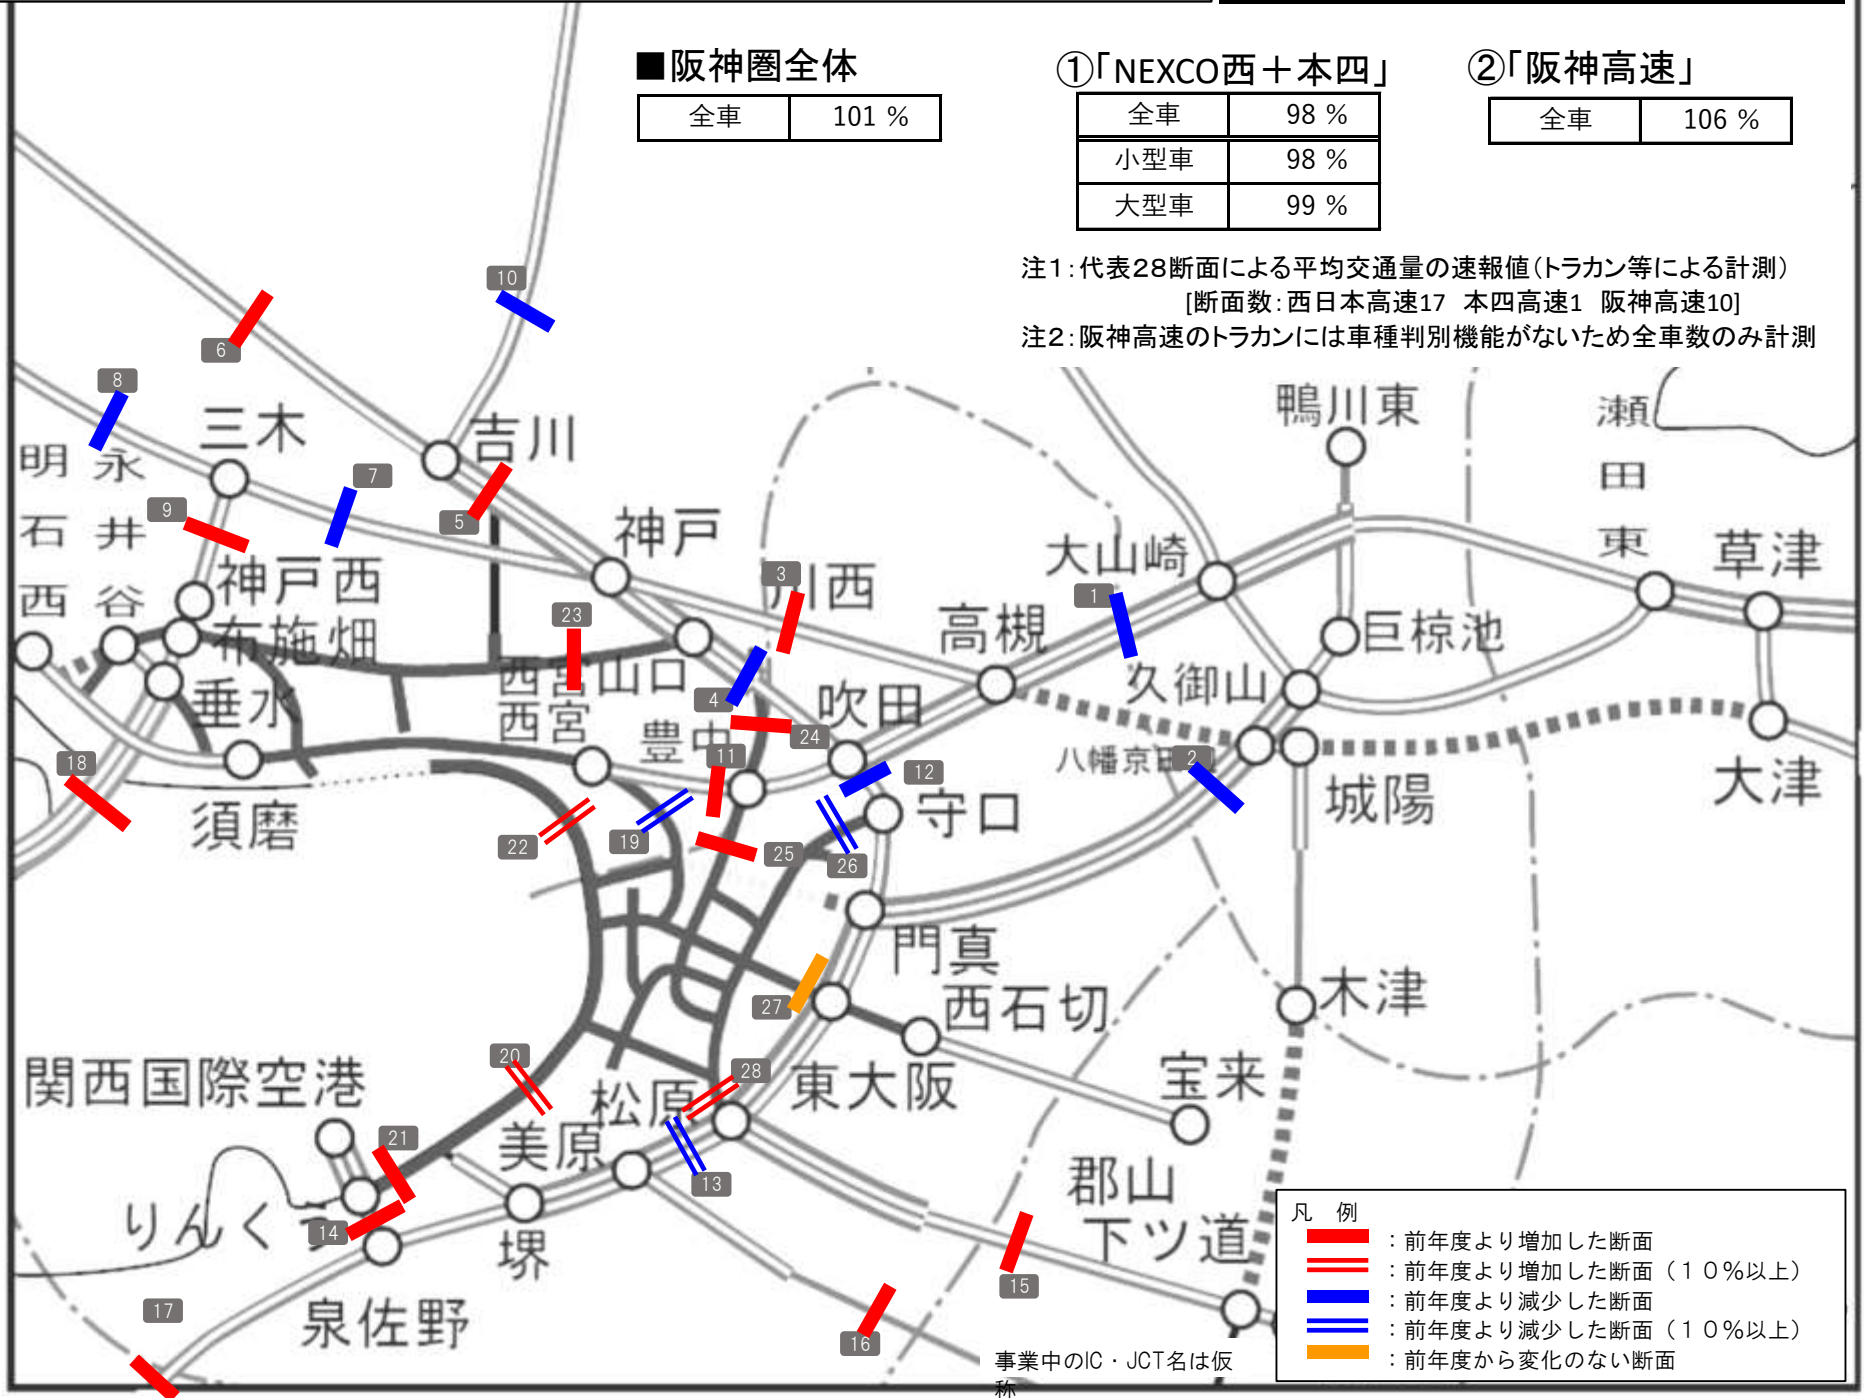 ■阪神圏全体
全車 101 %
①「NEXCO西＋本四」
全車 98 %
小型車 98 %
大型車 99 %
②「阪神高速」
全車 106 %
注1：代表28断面による平均交通量の速報値（トラカン等による計測）
[断面数：西日本高速17 本四高速1 阪神高速10]
注2：阪神高速のトラカンには車種判別機能がないため全車数のみ計測
10
6
8
三木
吉川
鴨川東
瀬田東
明石西
永井谷
7
9
5
神戸
大山崎
草津
神戸西
3
川西
1
布施畑
23
高槻
巨椋池
西宮山口
久御山
垂水
4
吹田
西宮
豊中
24
11
18
12
八幡京田辺
2
大津
須磨
守口
城陽
22
19
25
26
門真
27
西石切
木津
関西国際空港
20
松原
28
東大阪
宝来
21
美原
13
郡山下ツ道
りんくう
14
堺
15
17
泉佐野
16
事業中のIC・JCT名は仮
称
凡 例
：前年度より増加した断面
：前年度より増加した断面（１０％以上）
：前年度より減少した断面
：前年度より減少した断面（１０％以上）
：前年度から変化のない断面